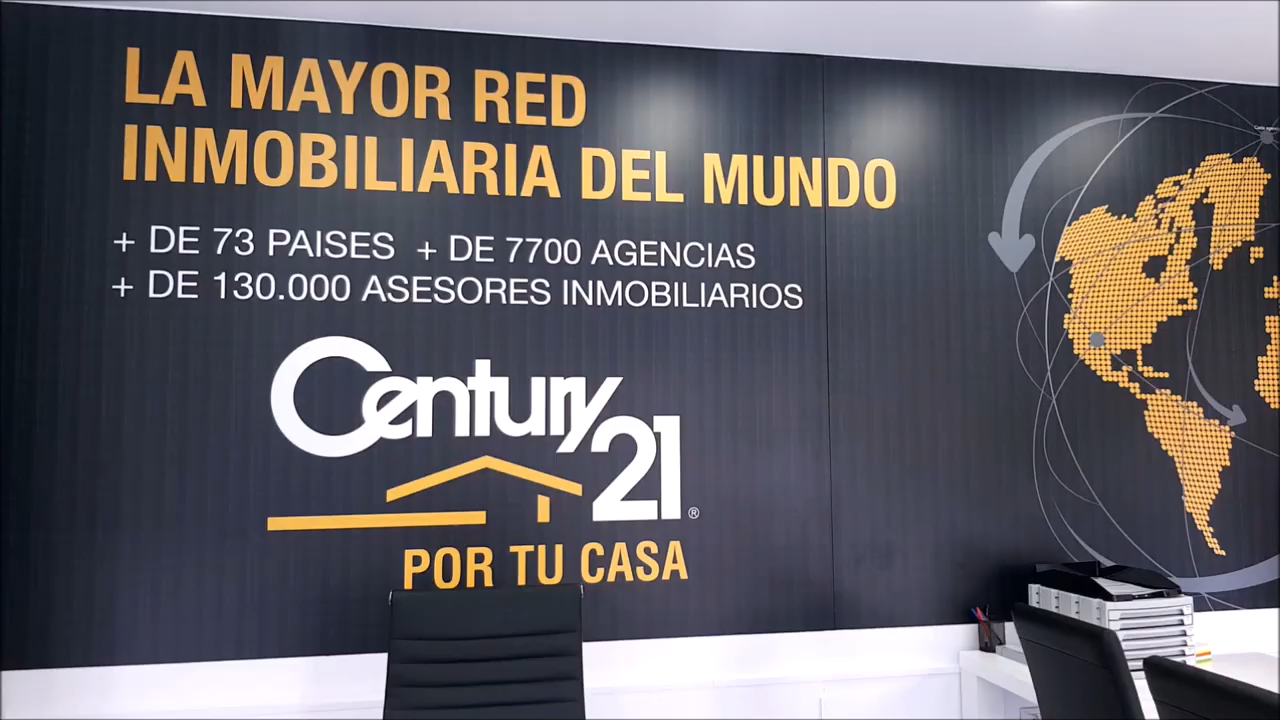 LA MAYOR RED
INMOBILIARIA DEL MUNDO
+ DE 73 PAISES + DE 7700 AGENCIAS
+ DE 130.000 ASESORES INMOBILIARIOS
Century
21®
POR TU CASA